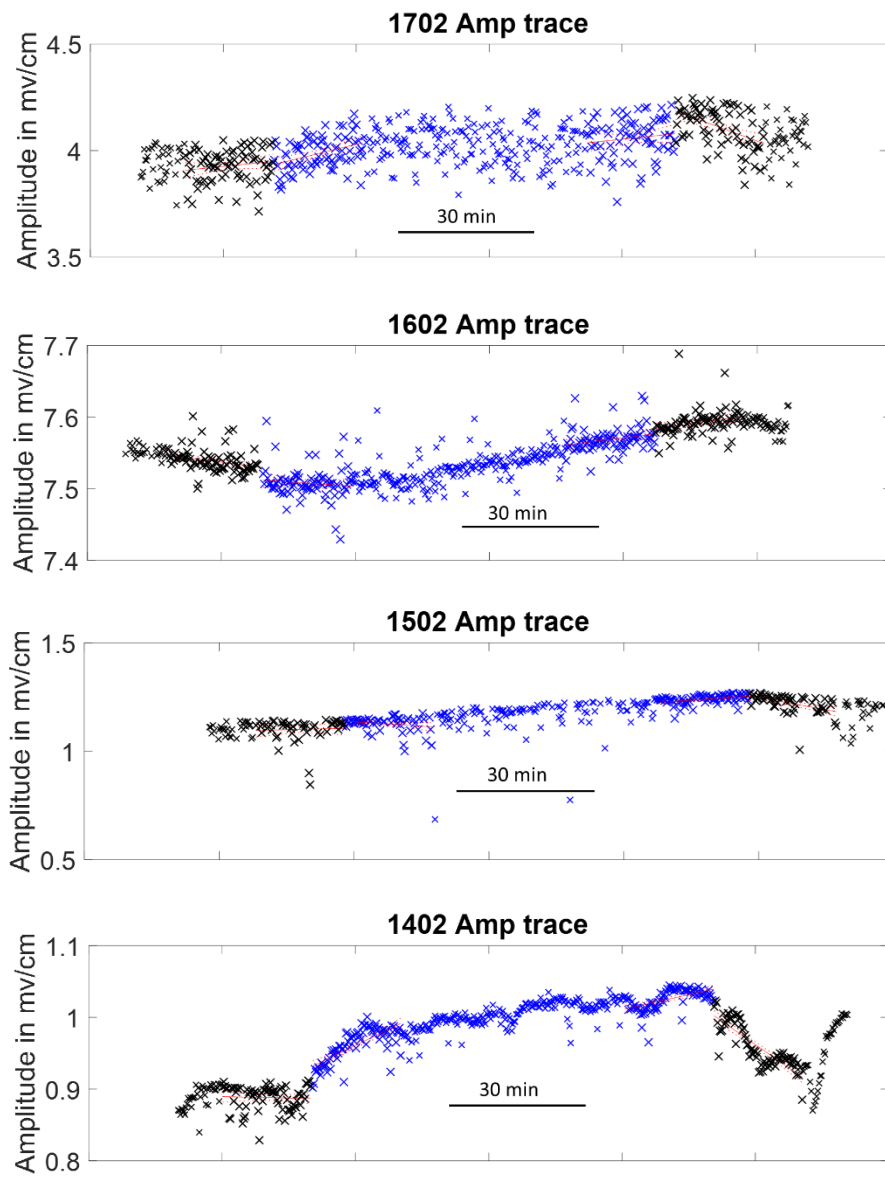 1702 Amp trace
4.5
4
3.5
Amplitude in mv/cm
30 min
1602 Amp trace
7.7
7.6
7.5
7.4
Amplitude in mv/cm
30 min
1502 Amp trace
1.5
1
0.5
Amplitude in mv/cm
30 min
1402 Amp trace
1.1
1
0.9
0.8
Amplitude in mv/cm
30 min